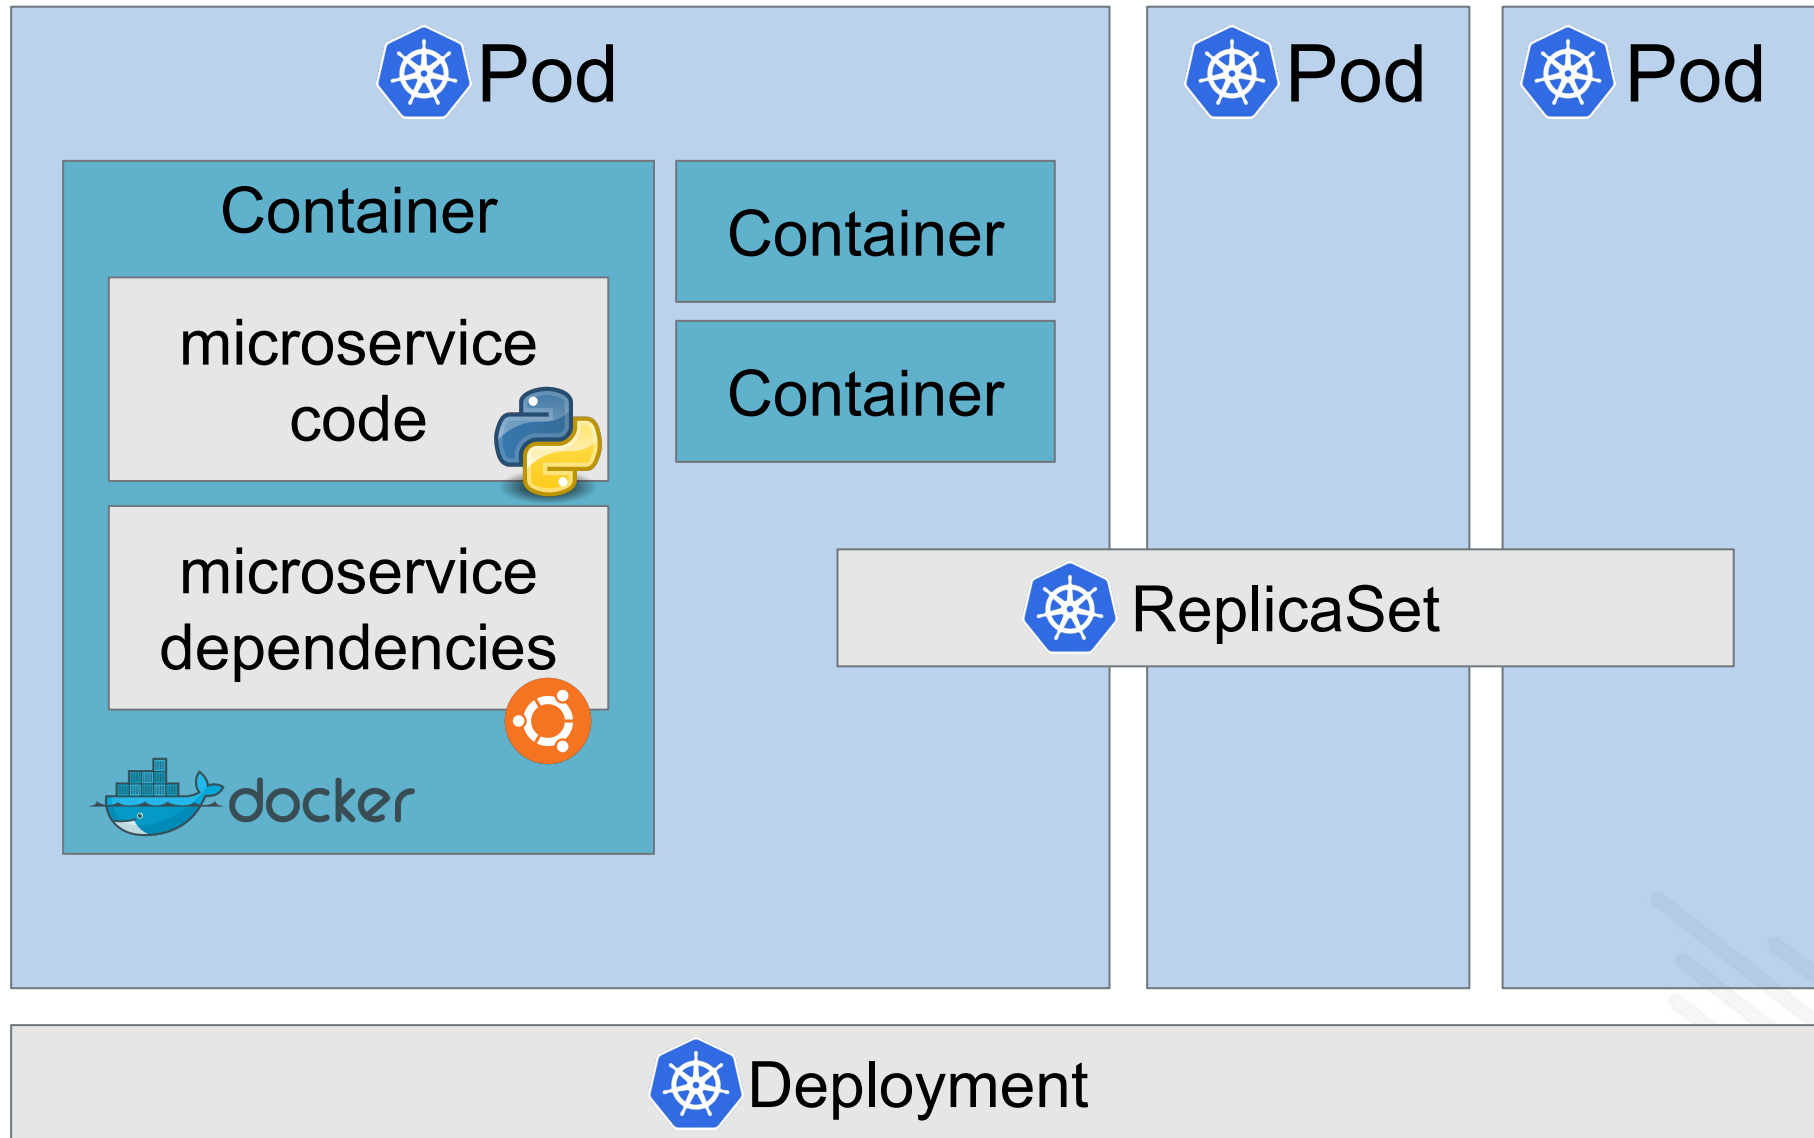 Pod
Pod
Pod
Container
microservice
code
microservice
dependencies
docker
Container
Container
ReplicaSet
Deployment